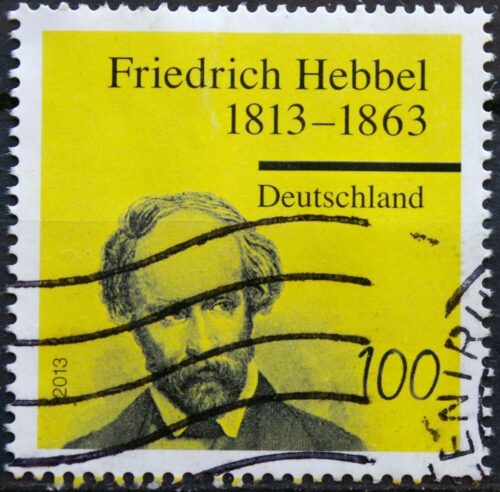 Friedrich Hebbel
1813–1863
Deutschland
100
2013